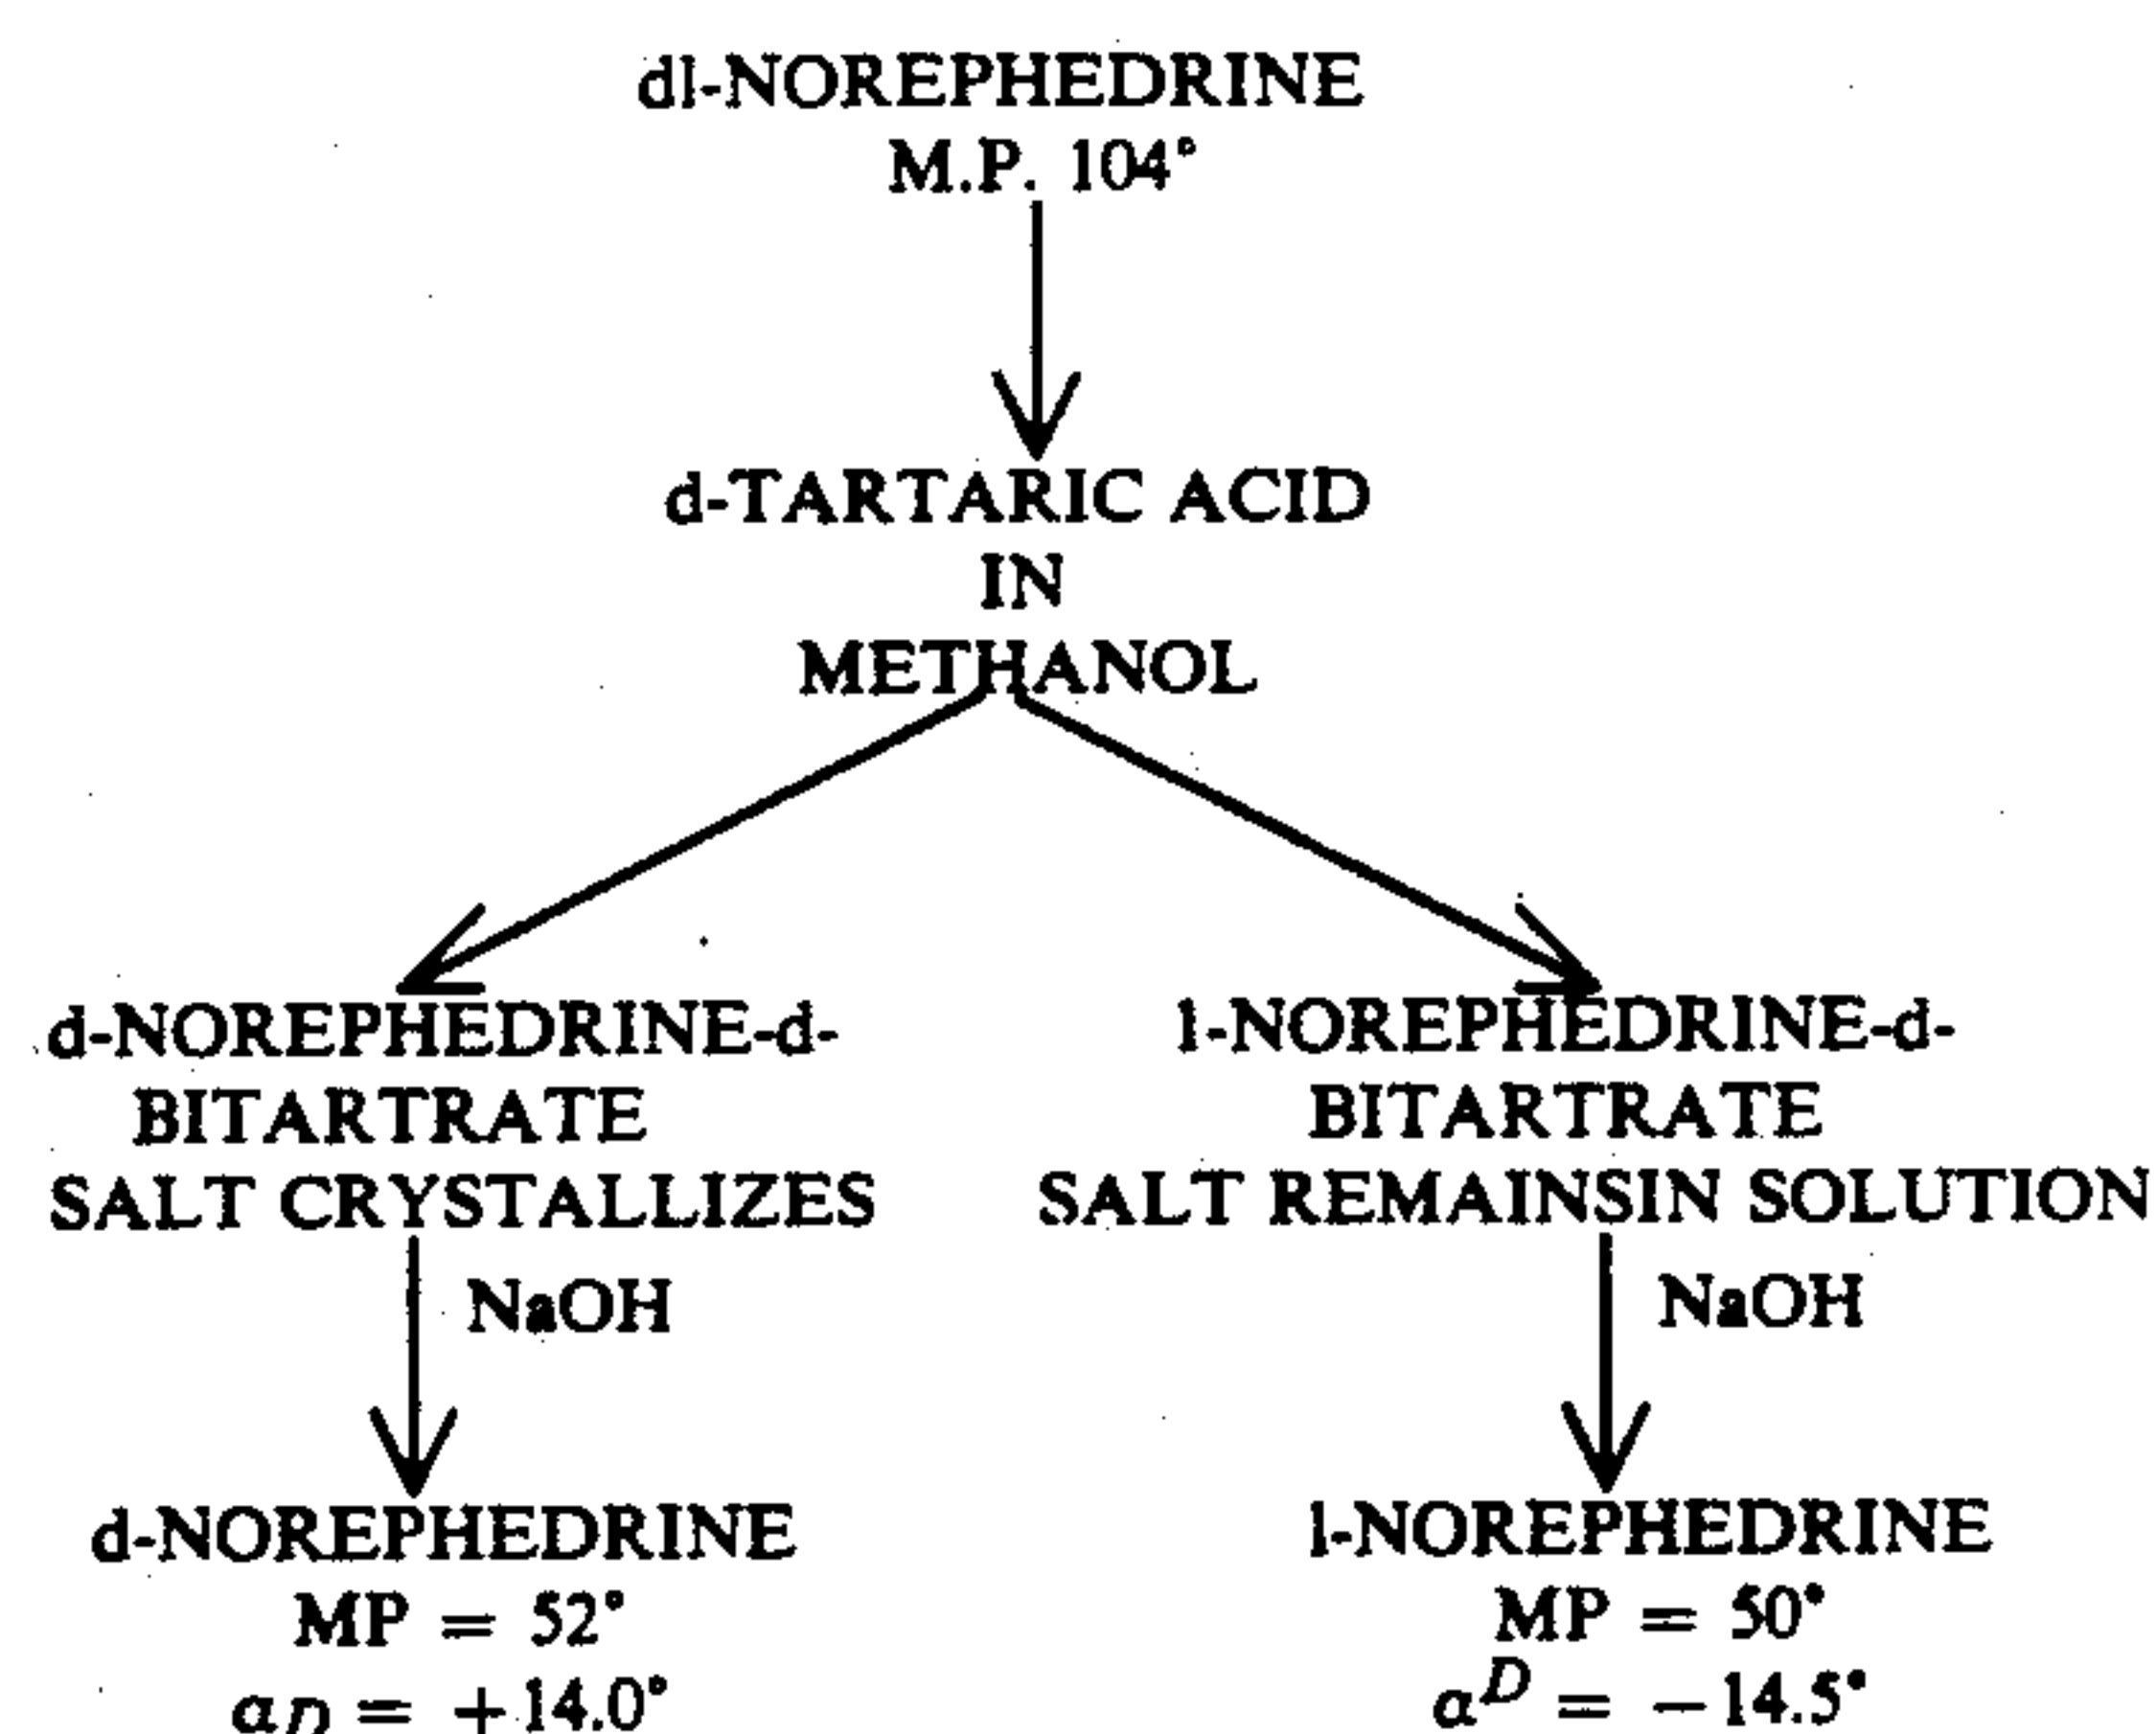 dl-NOREPHEDRINE
M.P. 104°
d-TARTARIC ACID
IN
METHANOL
d-NOREPHEDRINE-d-
BITARTRATE
SALT CRYSTALLIZES
l-NOREPHEDRINE-d-
BITARTRATE
SALT REMAINSIN SOLUTION
NaOH
NaOH
d-NOREPHEDRINE
MP = 52°
αD = +14.0°
l-NOREPHEDRINE
MP = 50°
α^D = −14.5°